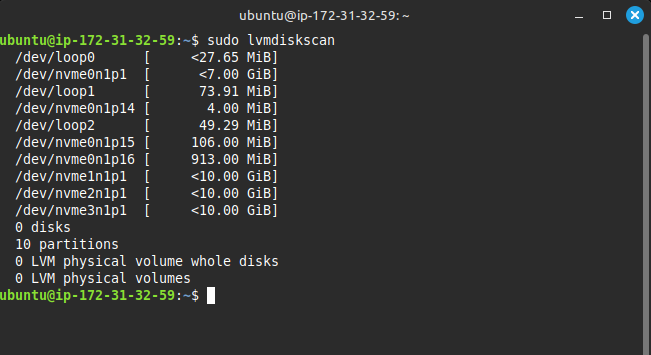 ubuntu@ip-172-31-32-59: ~
ubuntu@ip-172-31-32-59:~$ sudo lvmdiskscan
  /dev/loop0      [     <27.65 MiB]
  /dev/nvme0n1p1  [      <7.00 GiB]
  /dev/loop1      [      73.91 MiB]
  /dev/nvme0n1p14 [       4.00 MiB]
  /dev/loop2      [      49.29 MiB]
  /dev/nvme0n1p15 [     106.00 MiB]
  /dev/nvme0n1p16 [     913.00 MiB]
  /dev/nvme1n1p1  [     <10.00 GiB]
  /dev/nvme2n1p1  [     <10.00 GiB]
  /dev/nvme3n1p1  [     <10.00 GiB]
  0 disks
  10 partitions
  0 LVM physical volume whole disks
  0 LVM physical volumes
ubuntu@ip-172-31-32-59:~$